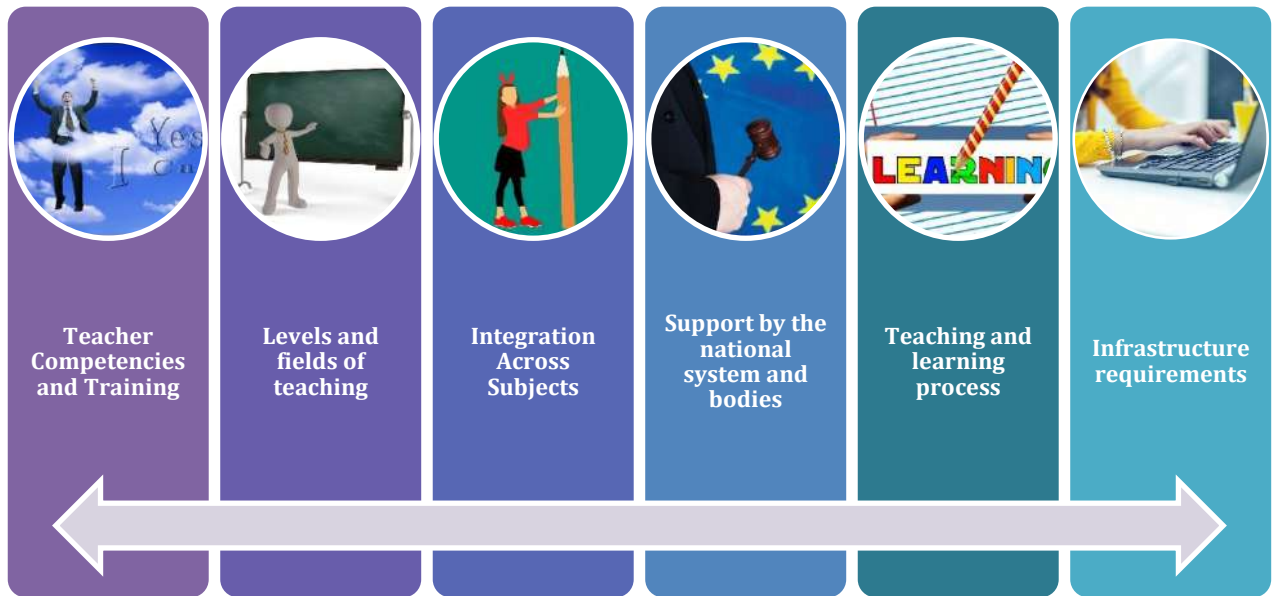 Yes
I
LEARNIN
Teacher
Competencies
and Training
Levels and
fields of
teaching
Integration
Across
Subjects
Support by the
national
system and
bodies
Teaching and
learning
process
Infrastructure
requirements